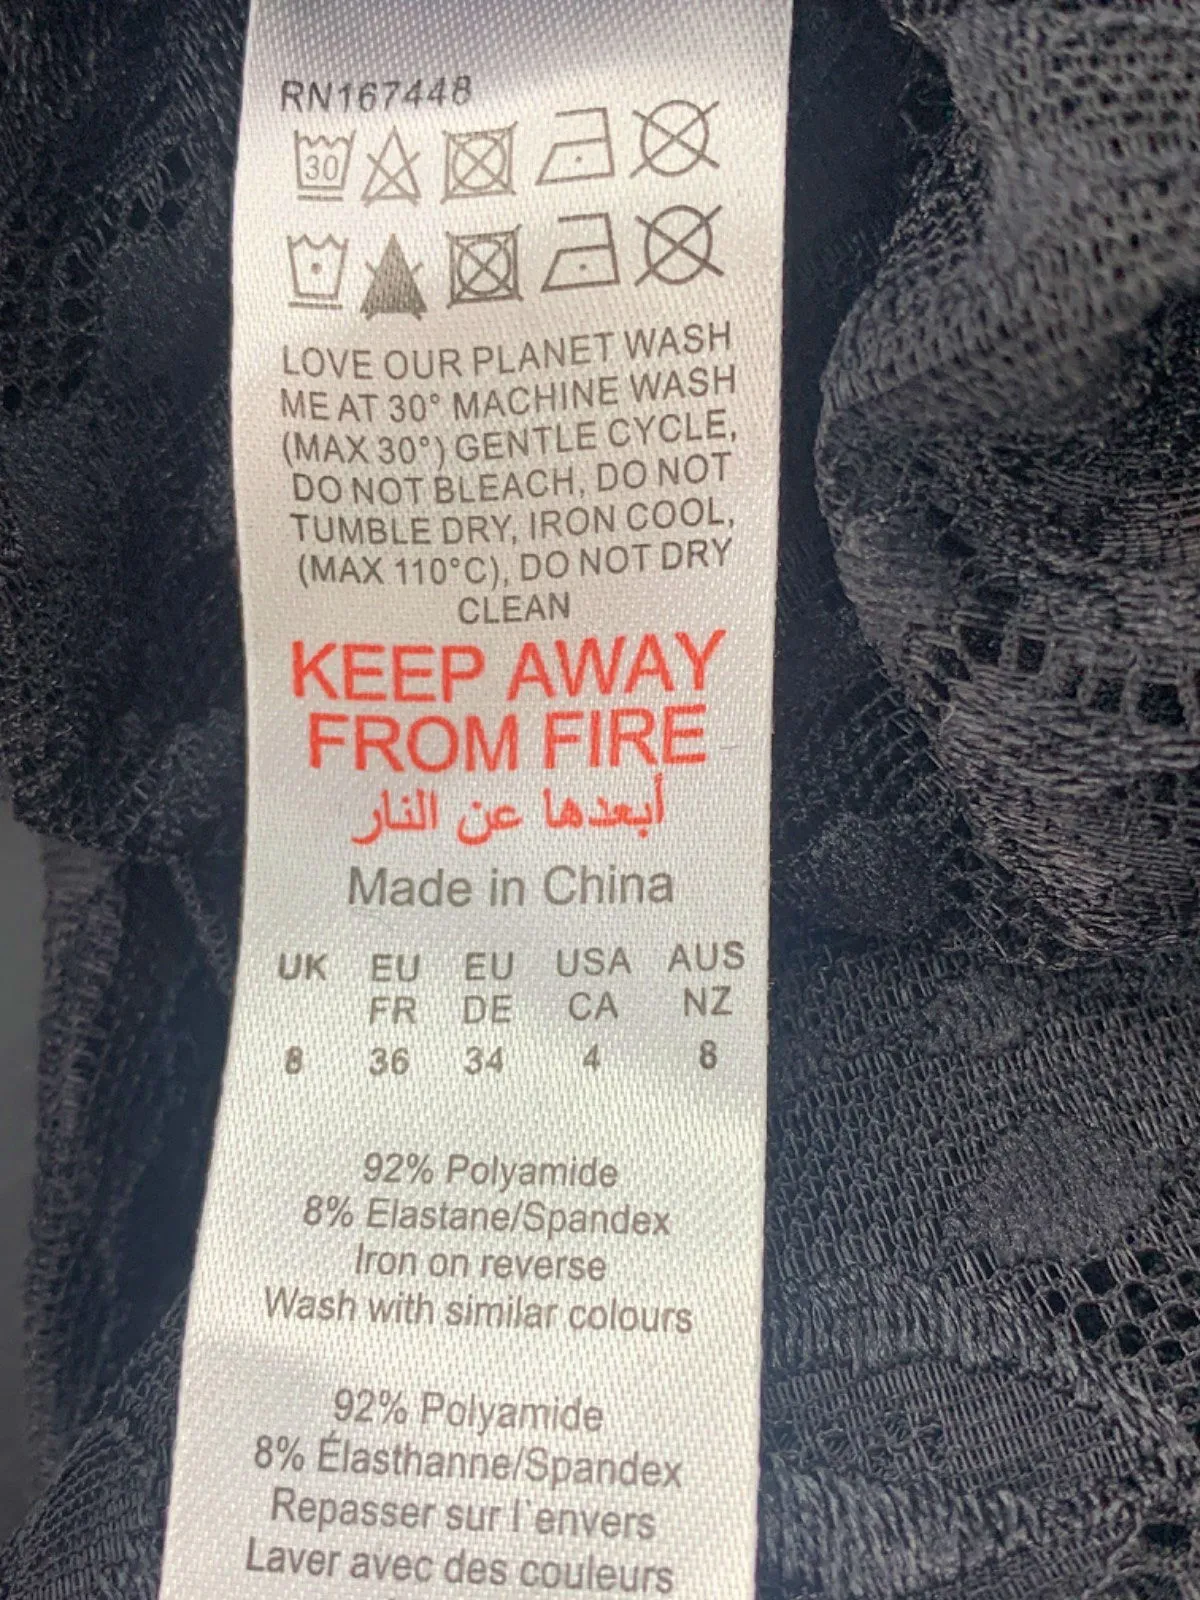 RN167448
30
LOVE OUR PLANET WASH
ME AT 30° MACHINE WASH
(MAX 30°) GENTLE CYCLE,
DO NOT BLEACH, DO NOT
TUMBLE DRY, IRON COOL,
(MAX 110°C), DO NOT DRY
CLEAN
KEEP AWAY
FROM FIRE
أبعدها عن النار
Made in China
UK EU EU USA AUS
FR DE CA NZ
8 36 34 4 8
92% Polyamide
8% Elastane/Spandex
Iron on reverse
Wash with similar colours
92% Polyamide
8% Élasthanne/Spandex
Repasser sur l`envers
Laver avec des couleurs